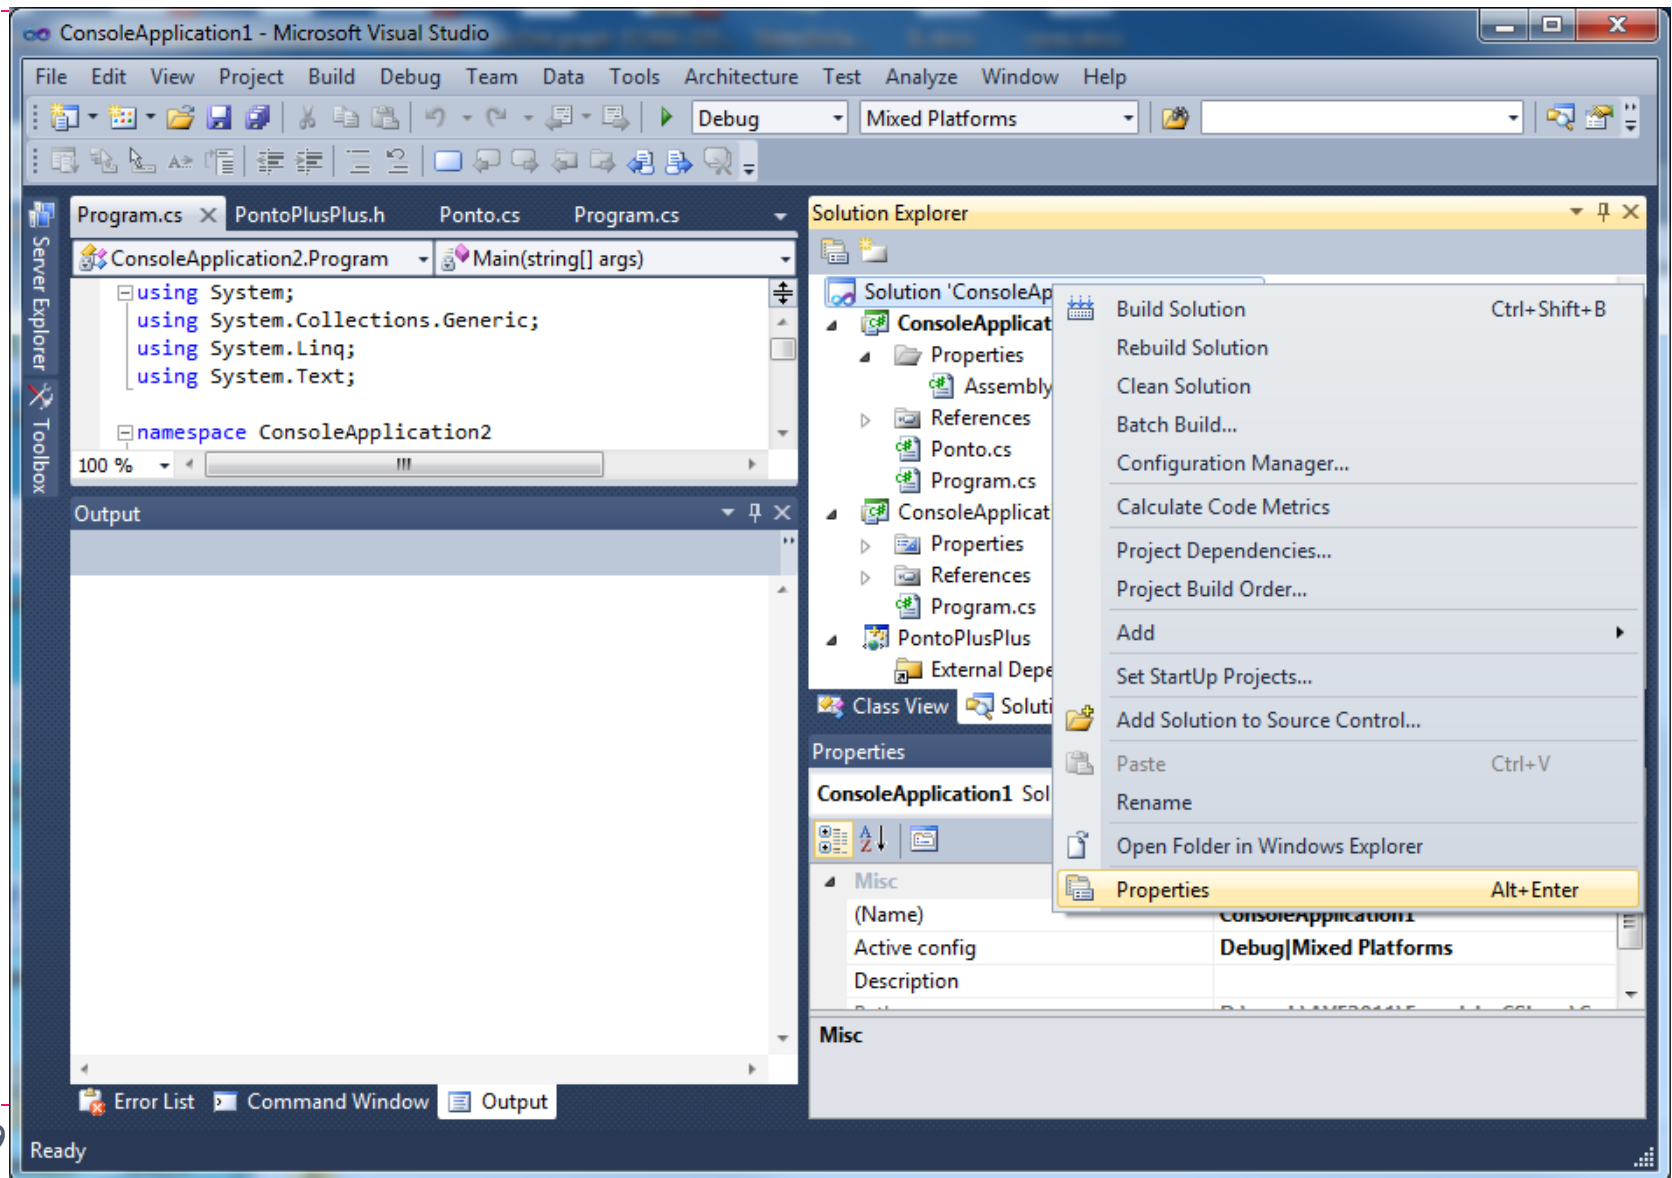 ConsoleApplication1 - Microsoft Visual Studio
File Edit View Project Build Debug Team Data Tools Architecture Test Analyze Window Help
Debug Mixed Platforms
Server Explorer
Toolbox
Program.cs PontoPlusPlus.h Ponto.cs Program.cs
ConsoleApplication2.Program Main(string[] args)
using System;
using System.Collections.Generic;
using System.Linq;
using System.Text;
namespace ConsoleApplication2
100 %
Output
Error List Command Window Output
Solution Explorer
Solution 'ConsoleAp
ConsoleApplicat
Properties
Assembly
References
Ponto.cs
Program.cs
ConsoleApplicati
Properties
References
Program.cs
PontoPlusPlus
External Depe
Class View Soluti
Properties
ConsoleApplication1 Sol
Misc
(Name) ConsoleApplication1
Active config Debug|Mixed Platforms
Description
Misc
Build Solution Ctrl+Shift+B
Rebuild Solution
Clean Solution
Batch Build...
Configuration Manager...
Calculate Code Metrics
Project Dependencies...
Project Build Order...
Add
Set StartUp Projects...
Add Solution to Source Control...
Paste Ctrl+V
Rename
Open Folder in Windows Explorer
Properties Alt+Enter
Ready